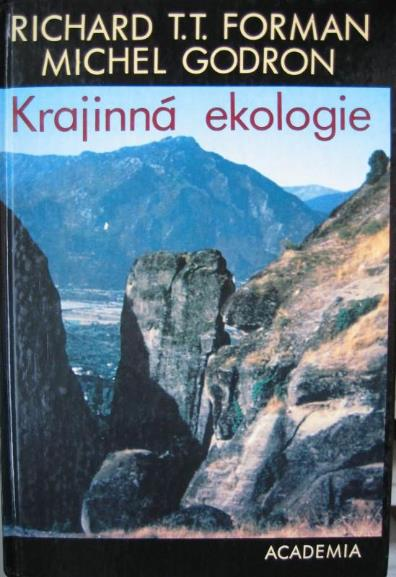 RICHARD T.T. FORMAN
MICHEL GODRON
Krajinná ekologie
ACADEMIA